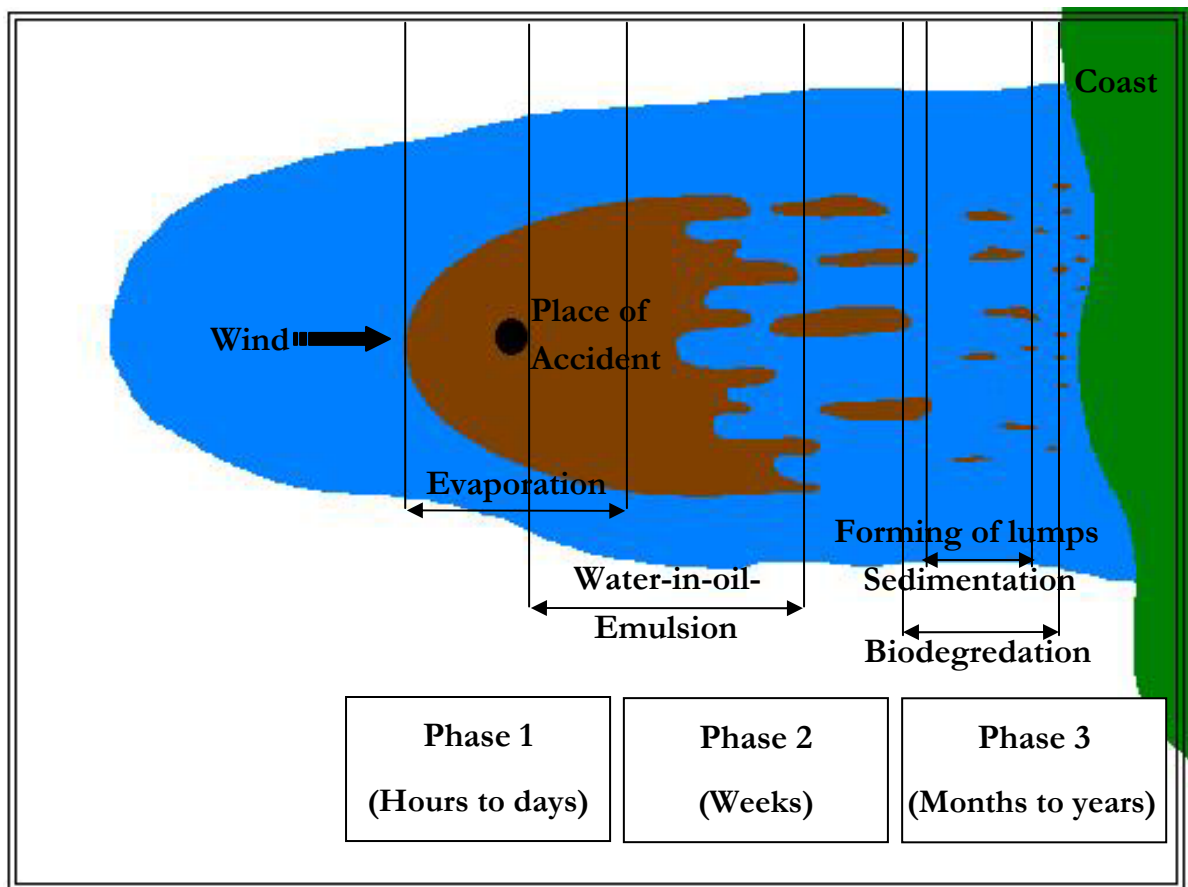 Coast
Wind
Place of
Accident
Evaporation
Forming of lumps
Sedimentation
Water-in-oil-
Emulsion
Biodegredation
Phase 1
(Hours to days)
Phase 2
(Weeks)
Phase 3
(Months to years)